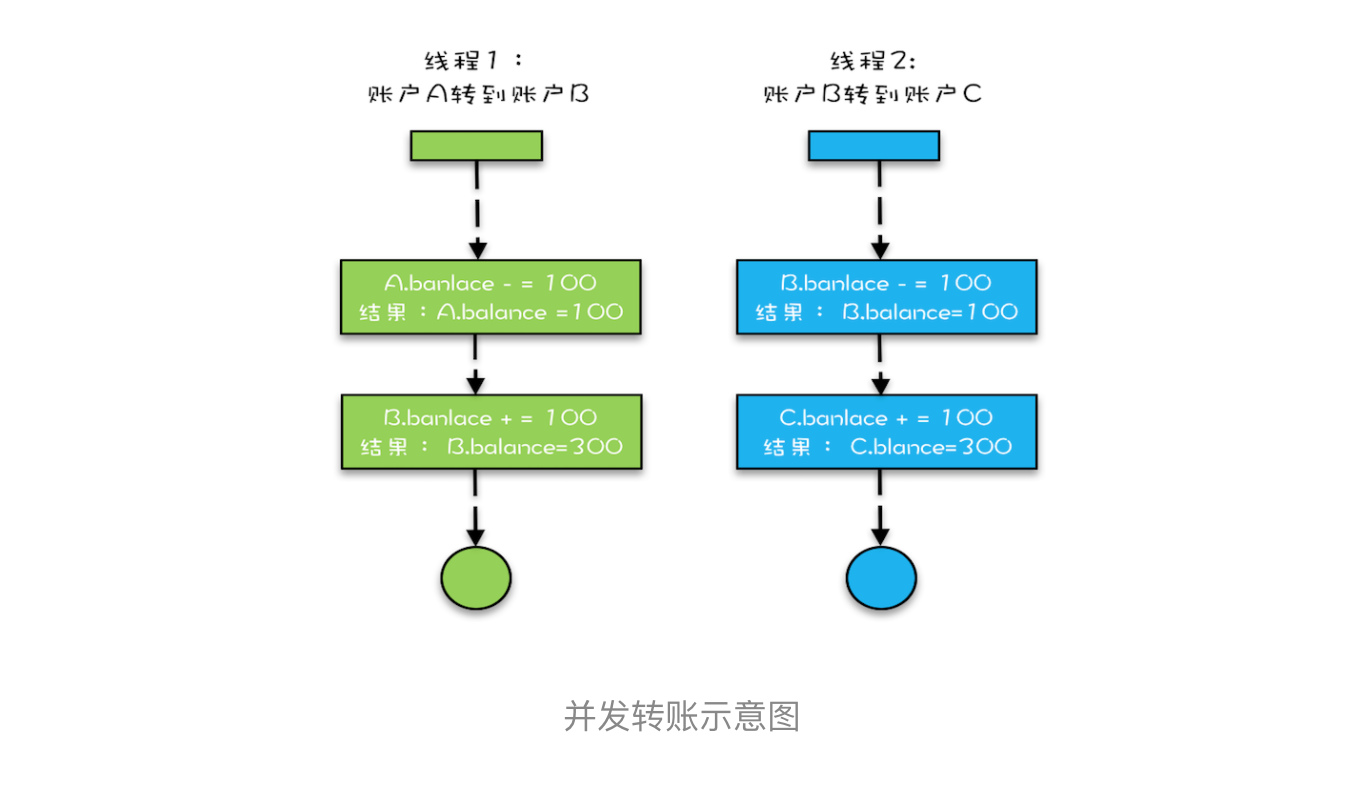 线程1：
账户A转到账户B
A.banlace - = 100
结果：A.balance =100
B.banlace + = 100
结果： B.balance=300
线程2:
账户B转到账户C
B.banlace - = 100
结果： B.balance=100
C.banlace + = 100
结果： C.blance=300
并发转账示意图